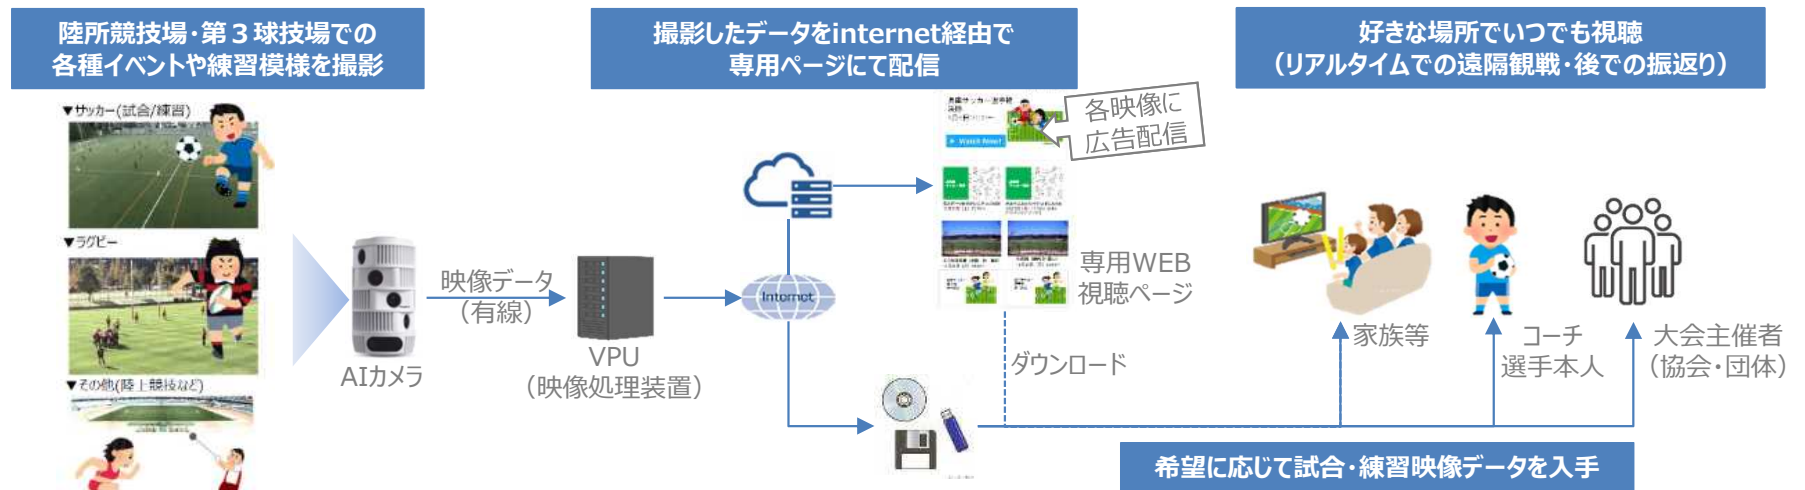 陸所競技場・第３球技場での
各種イベントや練習模様を撮影
撮影したデータをinternet経由で
専用ページにて配信
好きな場所でいつでも視聴
（リアルタイムでの遠隔観戦・後での振返り）
▼サッカー(試合/練習)
▼ラグビー
▼その他(陸上競技など)
AIカメラ
映像データ
（有線）
VPU
（映像処理装置）
Internet
Watch Now!
各映像に
広告配信
専用WEB
視聴ページ
ダウンロード
家族等
コーチ
選手本人
大会主催者
（協会・団体）
希望に応じて試合・練習映像データを入手